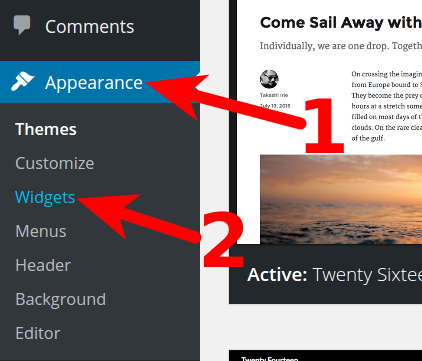 Comments
Appearance
Themes
Customize
Widgets
Menus
Header
Background
Editor
1
2
Come Sail Away with
Individually, we are one drop. Togeth
Takashi Irie
July 19, 2016
On crossing the imagin
from Europe bound to S
They become the prey o
hours at a stretch some
filled on most days of th
clouds. On the rare clea
of the gulf.
Active: Twenty Sixtee
Twenty Fourteen